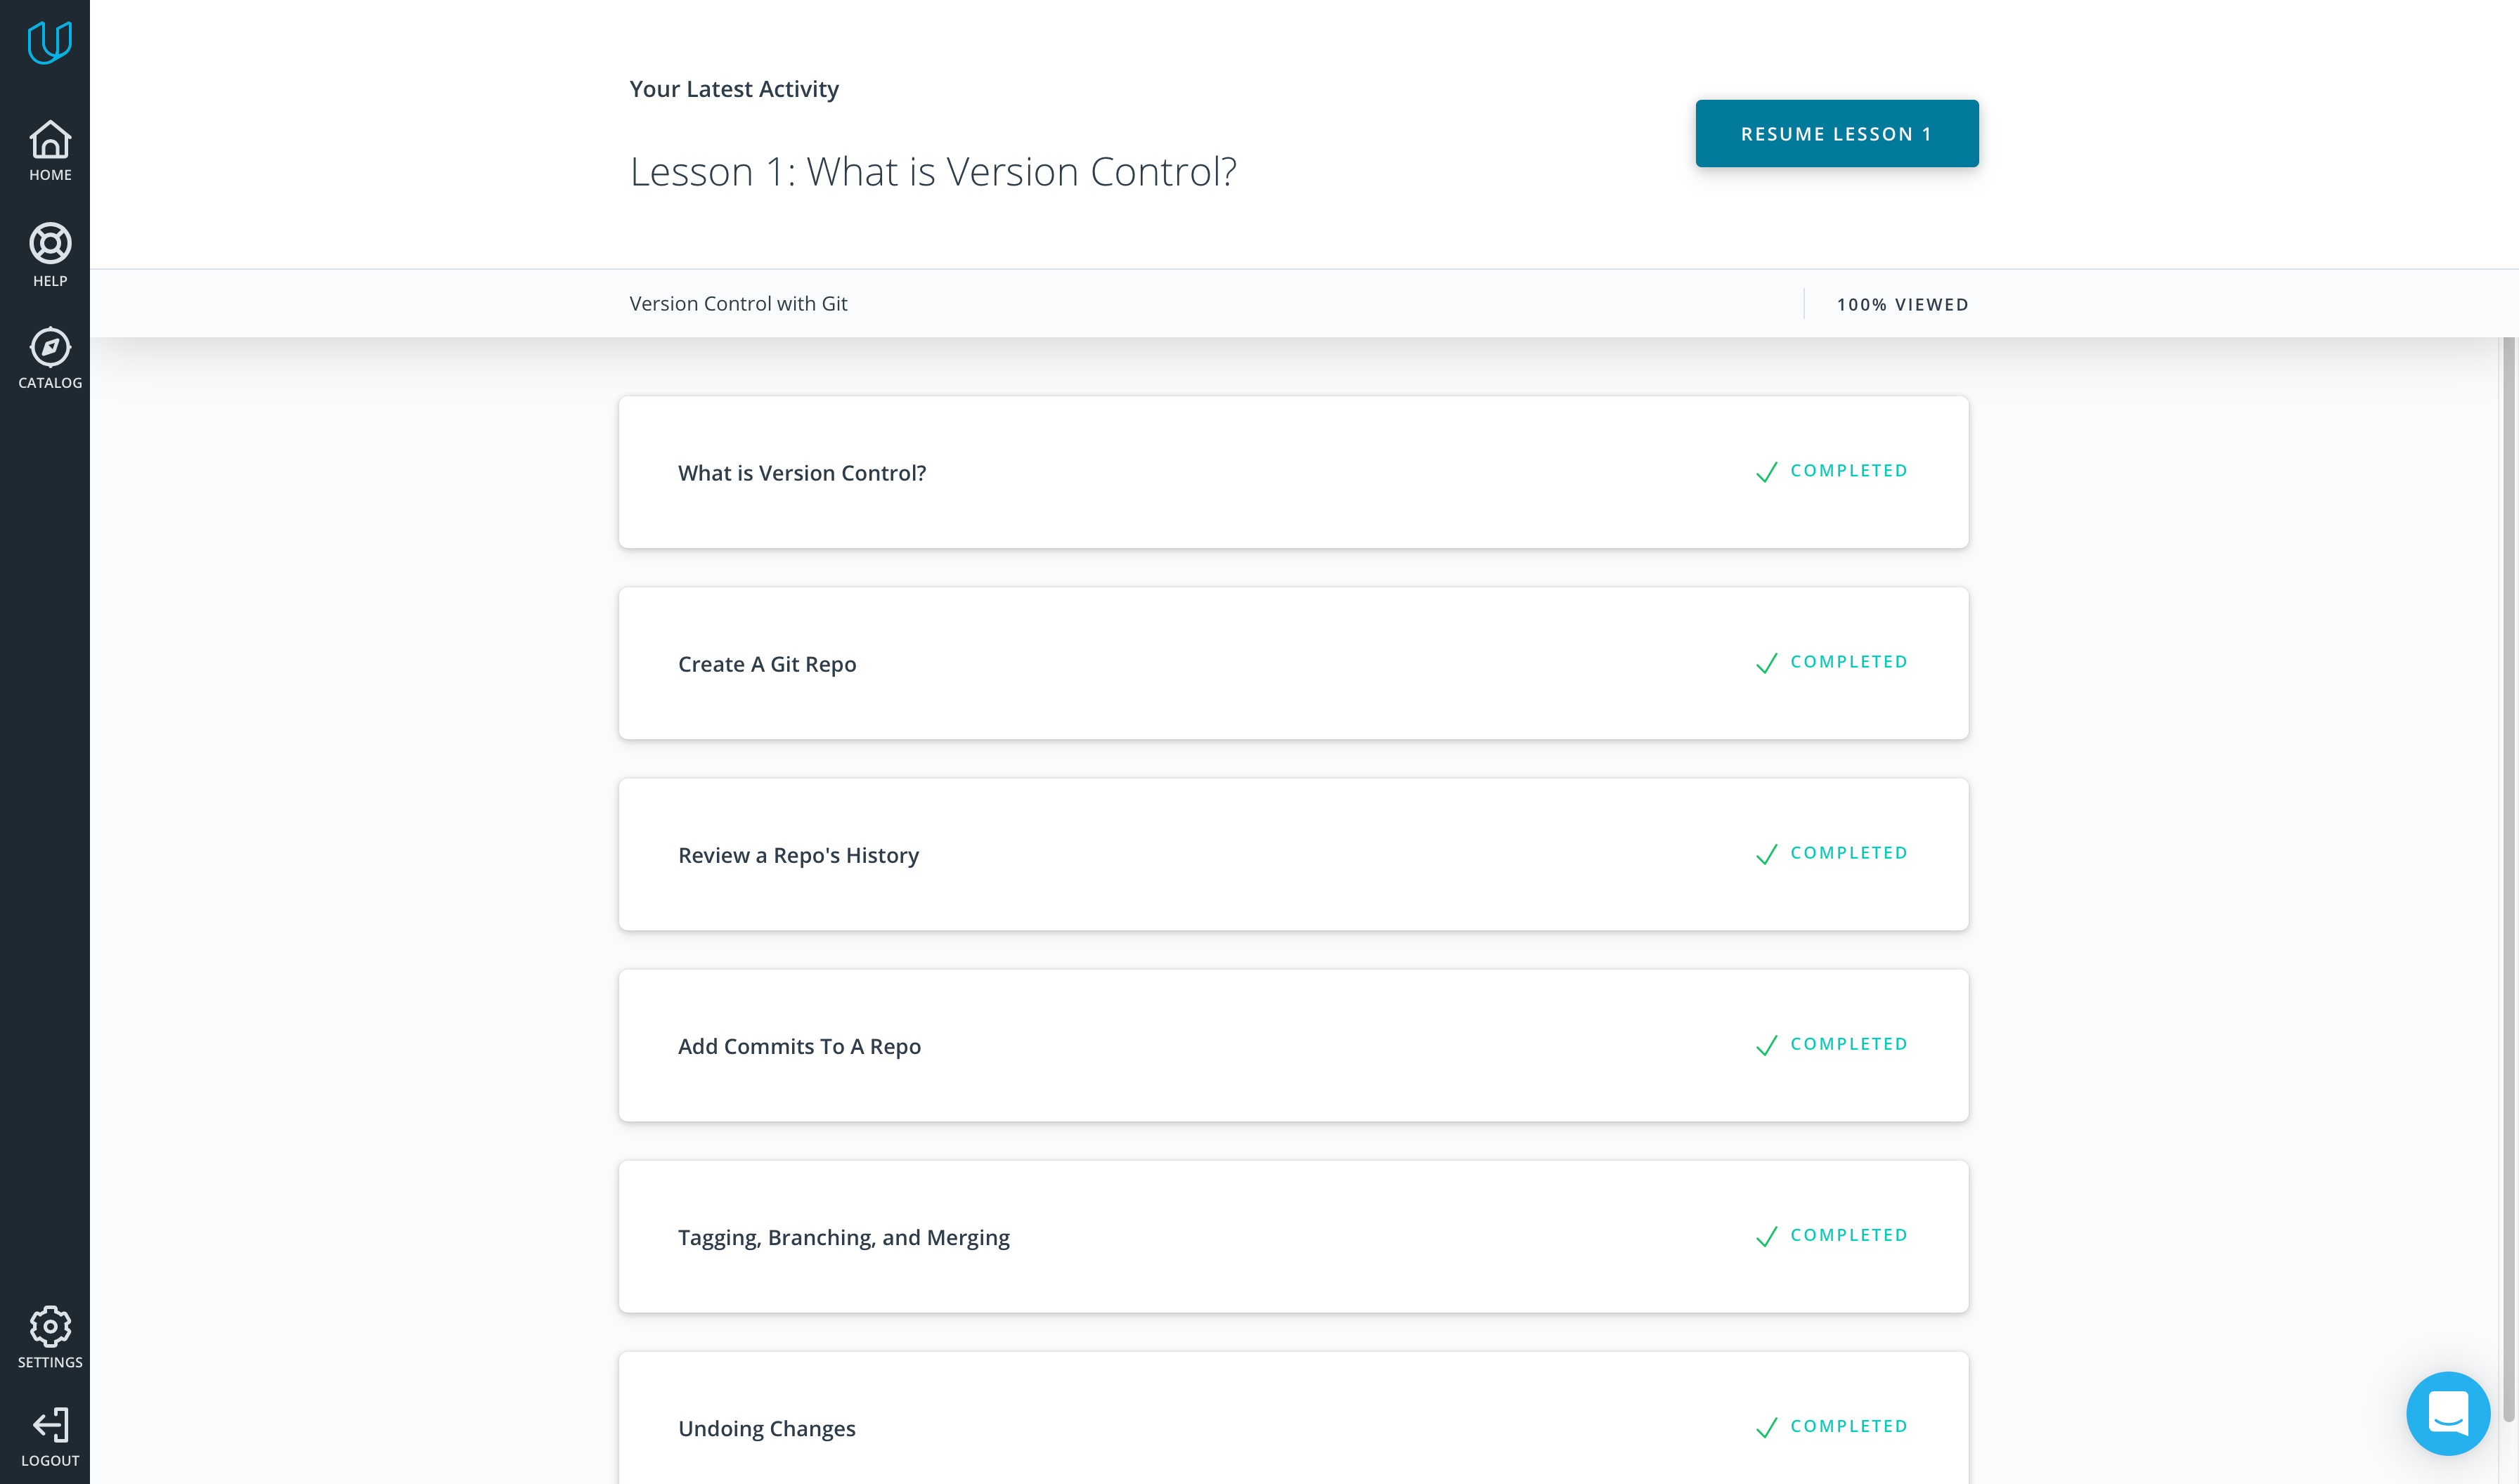 HOME
HELP
CATALOG
SETTINGS
LOGOUT
Your Latest Activity
Lesson 1: What is Version Control?
RESUME LESSON 1
Version Control with Git
100% VIEWED
What is Version Control?
COMPLETED
Create A Git Repo
COMPLETED
Review a Repo's History
COMPLETED
Add Commits To A Repo
COMPLETED
Tagging, Branching, and Merging
COMPLETED
Undoing Changes
COMPLETED